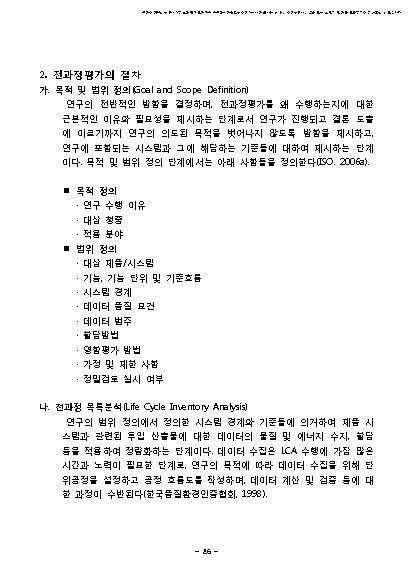 2. 전과정평가의 절차
가. 목적 및 범위 정의(Goal and Scope Definition)
연구의 전반적인 방향을 결정하며, 전과정평가를 왜 수행하는지에 대한
근본적인 이유와 필요성을 제시하는 단계로서 연구가 진행되고 결론 도출
에 이르기까지 연구의 의도된 목적을 벗어나지 않도록 방향을 제시하고,
연구에 포함되는 시스템과 그에 해당하는 기준들에 대하여 제시하는 단계
이다. 목적 및 범위 정의 단계에서는 아래 사항들을 정의한다(ISO. 2006a).
■ 목적 정의
· 연구 수행 이유
· 대상 청중
· 적용 분야
■ 범위 정의
· 대상 제품/시스템
· 기능, 기능 단위 및 기준흐름
· 시스템 경계
· 데이터 품질 요건
· 데이터 범주
· 할당방법
· 영향평가 방법
· 가정 및 제한 사항
· 정밀검토 실시 여부
나. 전과정 목록분석(Life Cycle Inventory Analysis)
연구의 범위 정의에서 정의한 시스템 경계와 기준들에 의거하여 제품 시
스템과 관련된 투입 산출물에 대한 데이터의 물질 및 에너지 수지, 할당
등을 적용하여 정량화하는 단계이다. 데이터 수집은 LCA 수행에 가장 많은
시간과 노력이 필요한 단계로, 연구의 목적에 따라 데이터 수집을 위해 단
위공정을 설정하고 공정 흐름도를 작성하며, 데이터 계산 및 검증 등에 대
한 과정이 수반된다(한국품질환경인증협회, 1998).
- 26 -